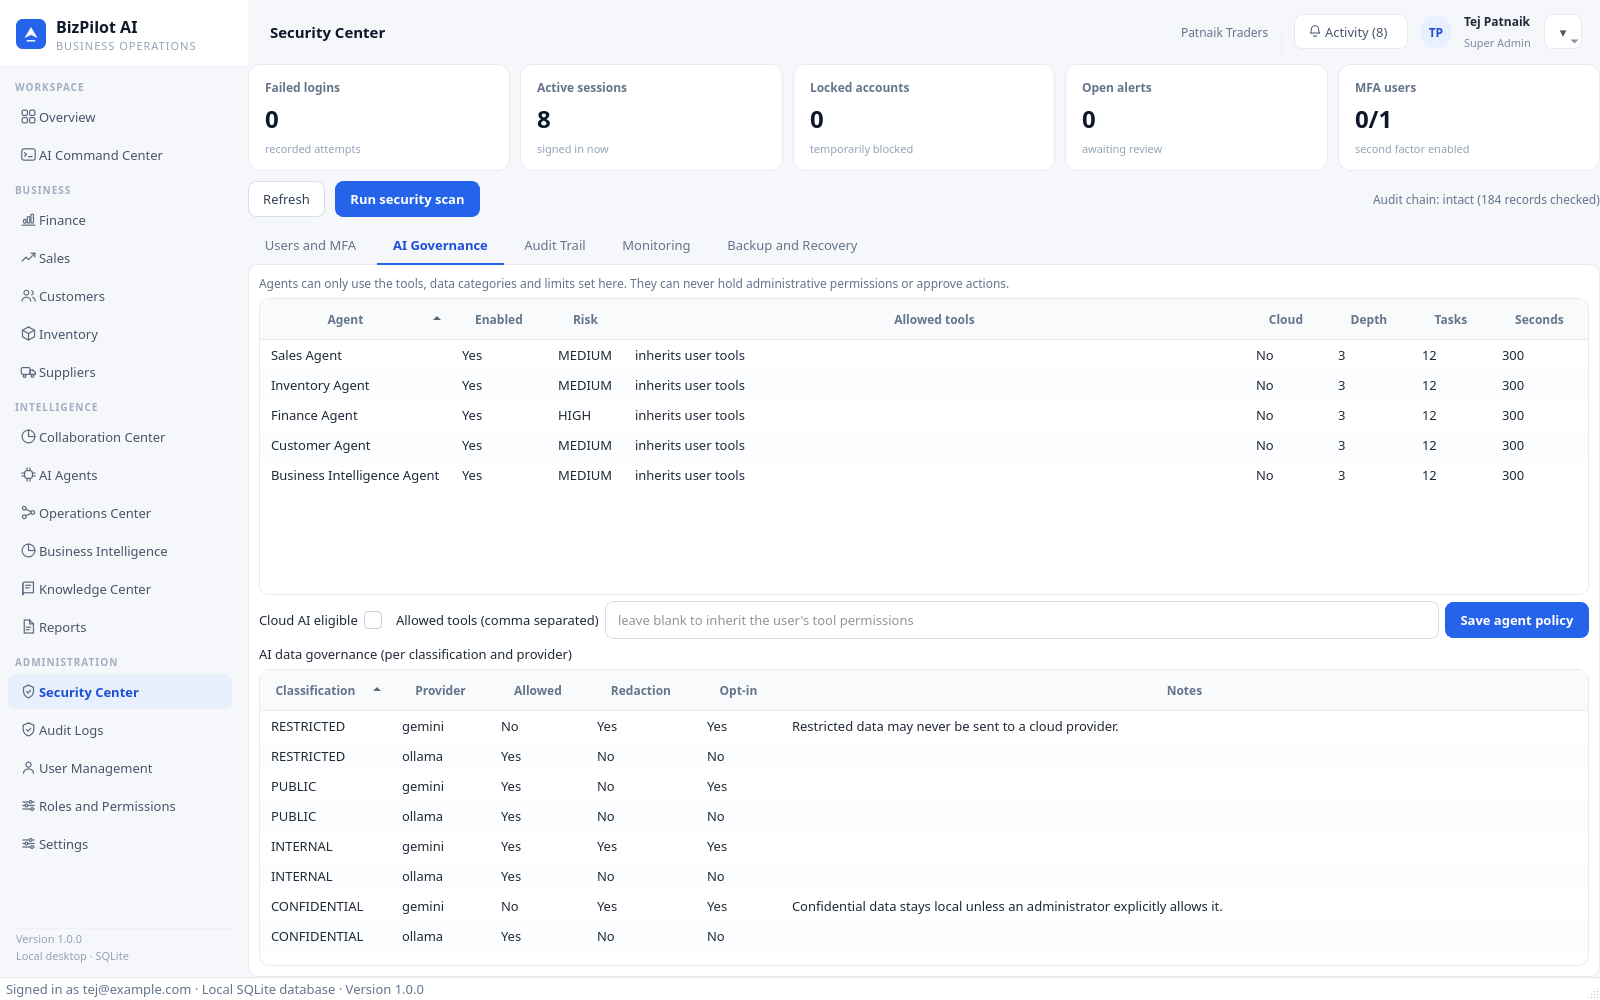 BizPilot AI
BUSINESS OPERATIONS
Security Center
Patnaik Traders
Activity (8)
TP
Tej Patnaik
Super Admin
WORKSPACE
Overview
AI Command Center
BUSINESS
Finance
Sales
Customers
Inventory
Suppliers
INTELLIGENCE
Collaboration Center
AI Agents
Operations Center
Business Intelligence
Knowledge Center
Reports
ADMINISTRATION
Security Center
Audit Logs
User Management
Roles and Permissions
Settings
Version 1.0.0
Local desktop · SQLite
Failed logins
0
recorded attempts
Active sessions
8
signed in now
Locked accounts
0
temporarily blocked
Open alerts
0
awaiting review
MFA users
0/1
second factor enabled
Refresh
Run security scan
Audit chain: intact (184 records checked)
Users and MFA AI Governance Audit Trail Monitoring Backup and Recovery
Agents can only use the tools, data categories and limits set here. They can never hold administrative permissions or approve actions.
Agent Enabled Risk Allowed tools Cloud Depth Tasks Seconds
Sales Agent Yes MEDIUM inherits user tools No 3 12 300
Inventory Agent Yes MEDIUM inherits user tools No 3 12 300
Finance Agent Yes HIGH inherits user tools No 3 12 300
Customer Agent Yes MEDIUM inherits user tools No 3 12 300
Business Intelligence Agent Yes MEDIUM inherits user tools No 3 12 300
Cloud AI eligible Allowed tools (comma separated) leave blank to inherit the user's tool permissions Save agent policy
AI data governance (per classification and provider)
Classification Provider Allowed Redaction Opt-in Notes
RESTRICTED gemini No Yes Yes Restricted data may never be sent to a cloud provider.
RESTRICTED ollama Yes No No
PUBLIC gemini Yes No Yes
PUBLIC ollama Yes No No
INTERNAL gemini Yes Yes Yes
INTERNAL ollama Yes No No
CONFIDENTIAL gemini No Yes Yes Confidential data stays local unless an administrator explicitly allows it.
CONFIDENTIAL ollama Yes No No
Signed in as tej@example.com · Local SQLite database · Version 1.0.0